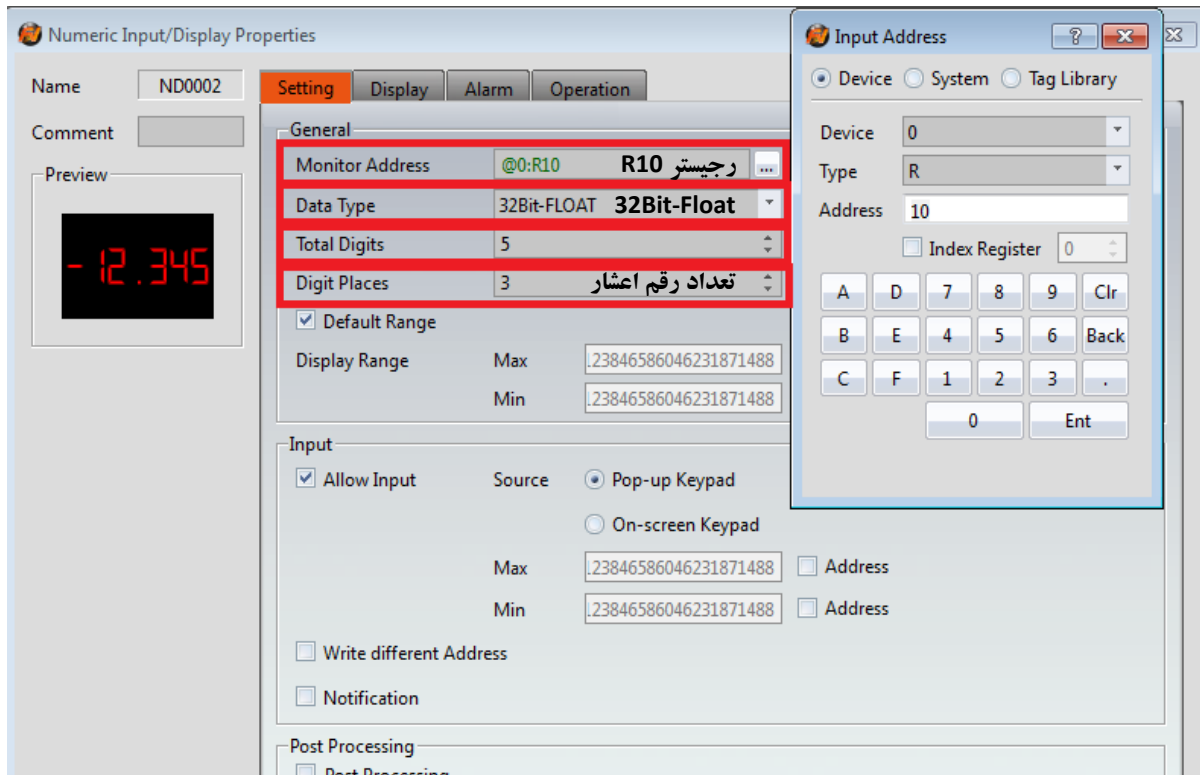 Numeric Input/Display Properties
Name ND0002
Comment
Preview
-12.345
Setting Display Alarm Operation
General
Monitor Address @0:R10 رجیستر R10 ...
Data Type 32Bit-FLOAT 32Bit-Float
Total Digits 5
Digit Places 3 تعداد رقم اعشار
Default Range
Display Range Max .23846586046231871488
Min .23846586046231871488
Input
Allow Input Source Pop-up Keypad
On-screen Keypad
Max .23846586046231871488 Address
Min .23846586046231871488 Address
Write different Address
Notification
Post Processing
Post Processing
Input Address
Device System Tag Library
Device 0
Type R
Address 10
Index Register 0
A D 7 8 9 Clr
B E 4 5 6 Back
C F 1 2 3 .
0 Ent